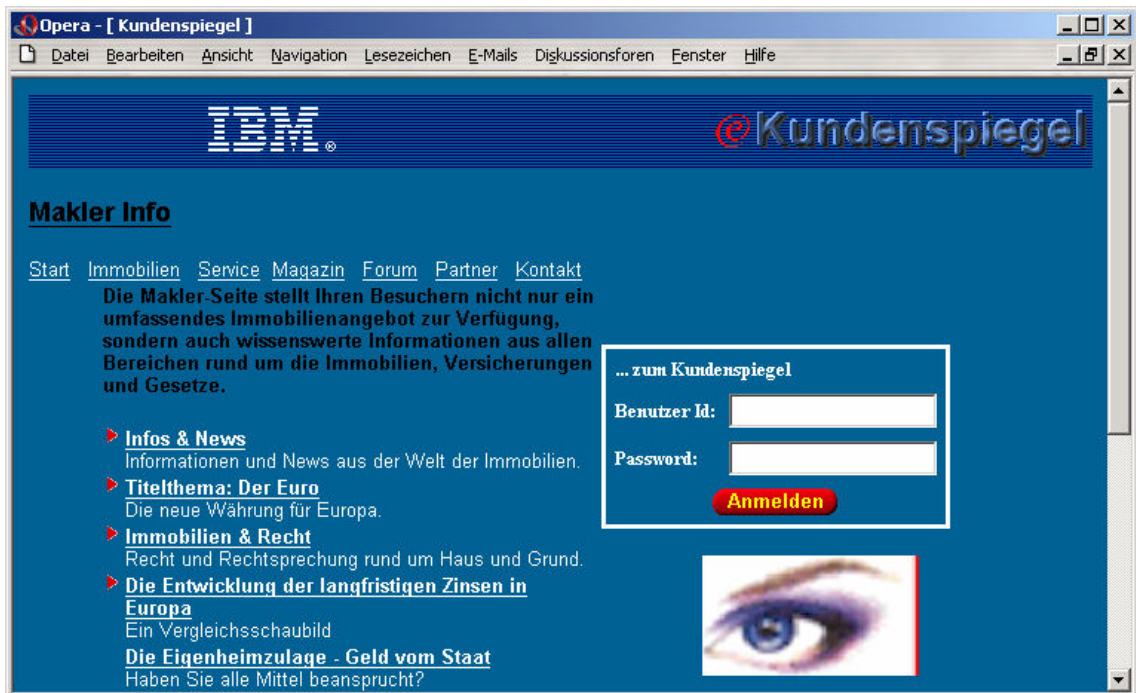 Opera - [ Kundenspiegel ]
Datei Bearbeiten Ansicht Navigation Lesezeichen E-Mails Diskussionsforen Fenster Hilfe
IBM®
e Kundenspiegel
Makler Info
Start Immobilien Service Magazin Forum Partner Kontakt
Die Makler-Seite stellt Ihren Besuchern nicht nur ein
umfassendes Immobilienangebot zur Verfügung,
sondern auch wissenswerte Informationen aus allen
Bereichen rund um die Immobilien, Versicherungen
und Gesetze.
Infos & News
Informationen und News aus der Welt der Immobilien.
Titelthema: Der Euro
Die neue Währung für Europa.
Immobilien & Recht
Recht und Rechtsprechung rund um Haus und Grund.
Die Entwicklung der langfristigen Zinsen in
Europa
Ein Vergleichsschaubild
Die Eigenheimzulage - Geld vom Staat
Haben Sie alle Mittel beansprucht?
... zum Kundenspiegel
Benutzer Id:
Password:
Anmelden